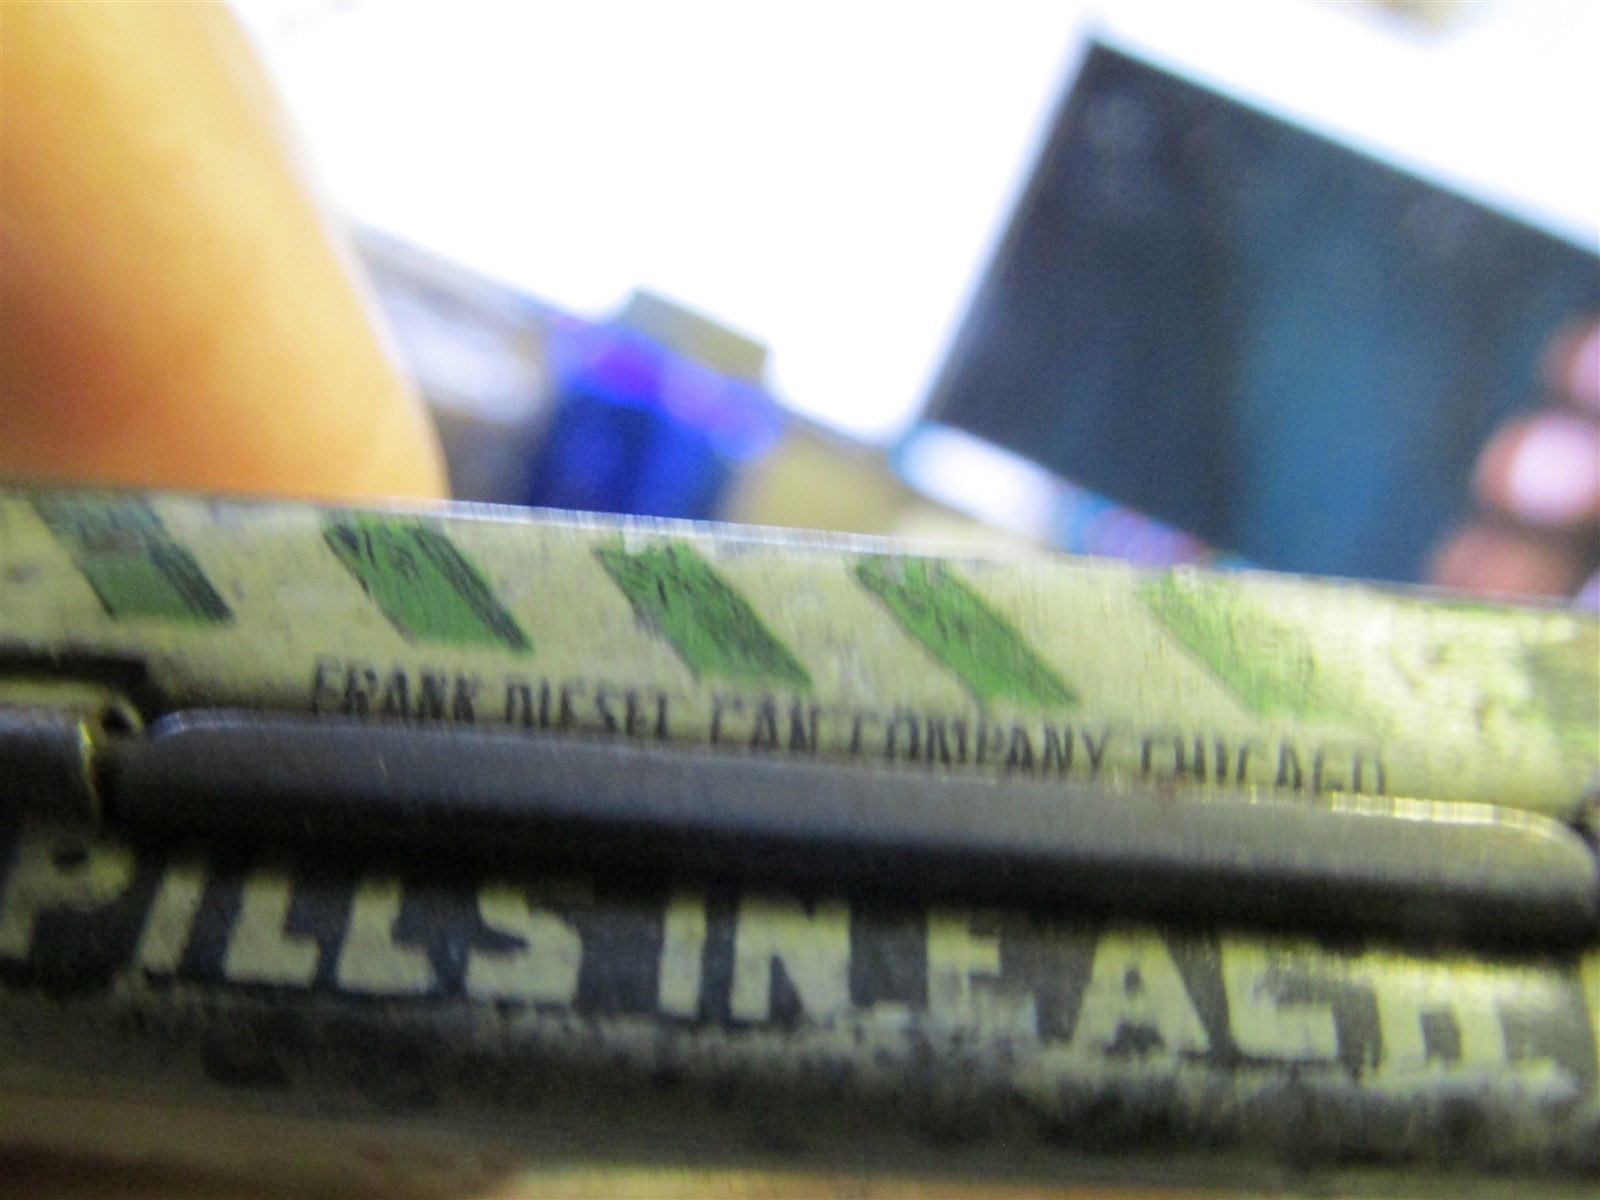 FRANK DIESEL CAN COMPANY CHICAGO
PILLS IN EACH